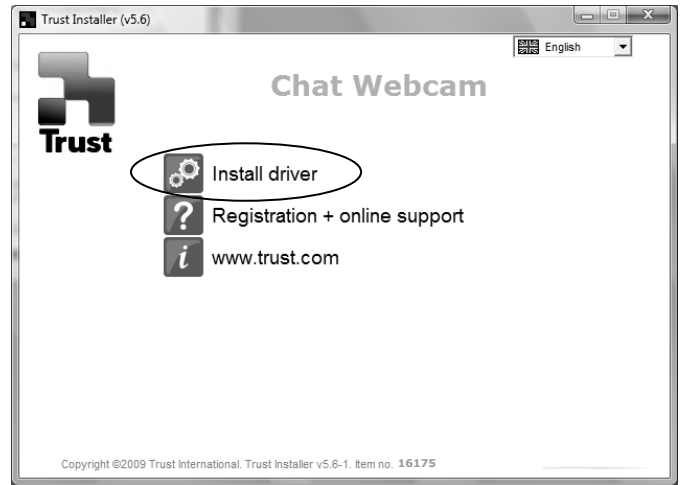 Trust Installer (v5.6)
English
Chat Webcam
Trust
Install driver
? Registration + online support
i www.trust.com
Copyright ©2009 Trust International. Trust Installer v5.6-1. Item no. 16175